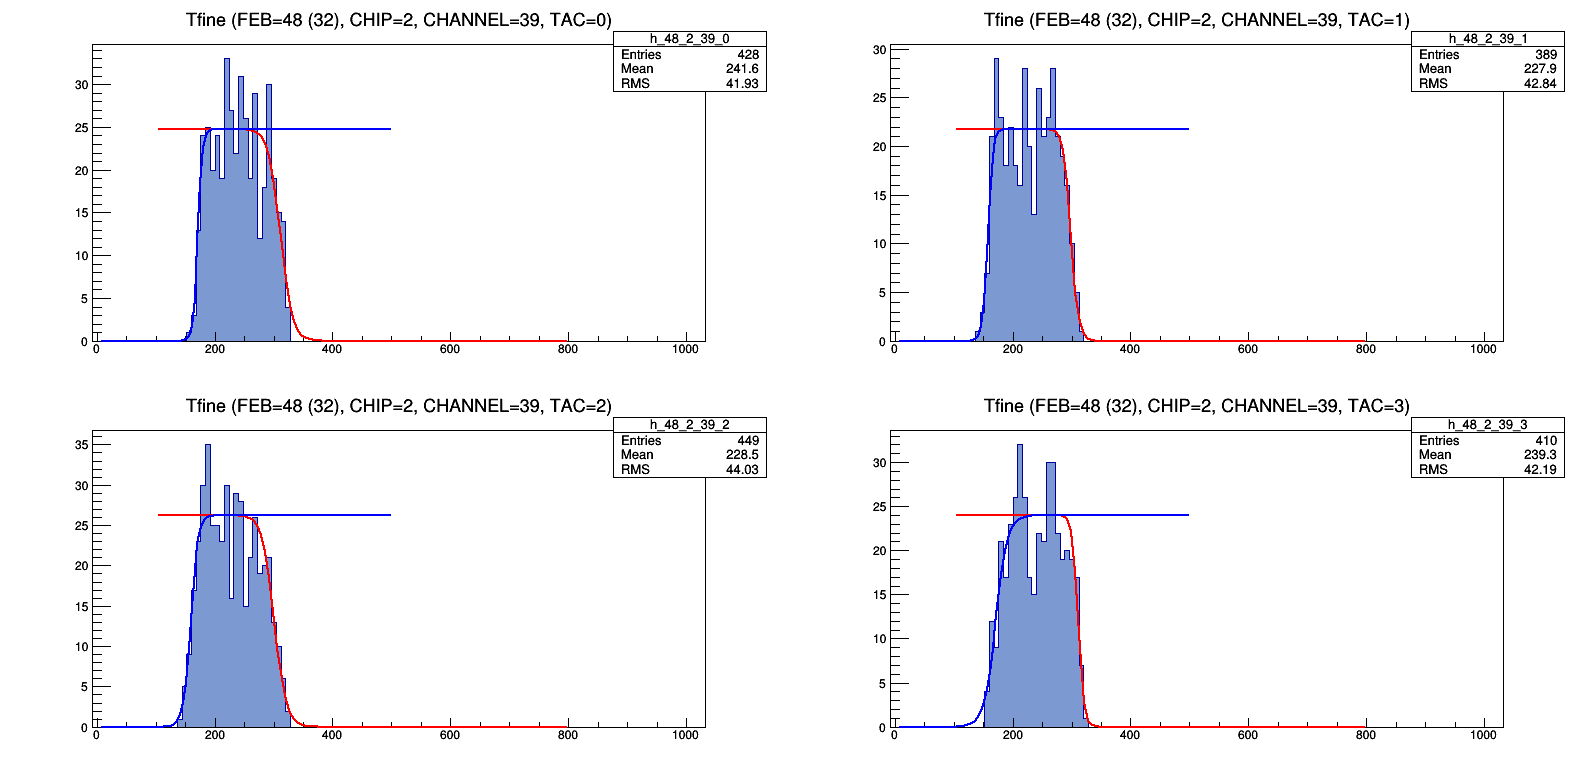 Tfine (FEB=48 (32), CHIP=2, CHANNEL=39, TAC=0)
h_48_2_39_0
Entries 428
Mean 241.6
RMS 41.93
30
25
20
15
10
5
0
0 200 400 600 800 1000
Tfine (FEB=48 (32), CHIP=2, CHANNEL=39, TAC=1)
h_48_2_39_1
Entries 389
Mean 227.9
RMS 42.84
30
25
20
15
10
5
0
0 200 400 600 800 1000
Tfine (FEB=48 (32), CHIP=2, CHANNEL=39, TAC=2)
h_48_2_39_2
Entries 449
Mean 228.5
RMS 44.03
35
30
25
20
15
10
5
0
0 200 400 600 800 1000
Tfine (FEB=48 (32), CHIP=2, CHANNEL=39, TAC=3)
h_48_2_39_3
Entries 410
Mean 239.3
RMS 42.19
30
25
20
15
10
5
0
0 200 400 600 800 1000